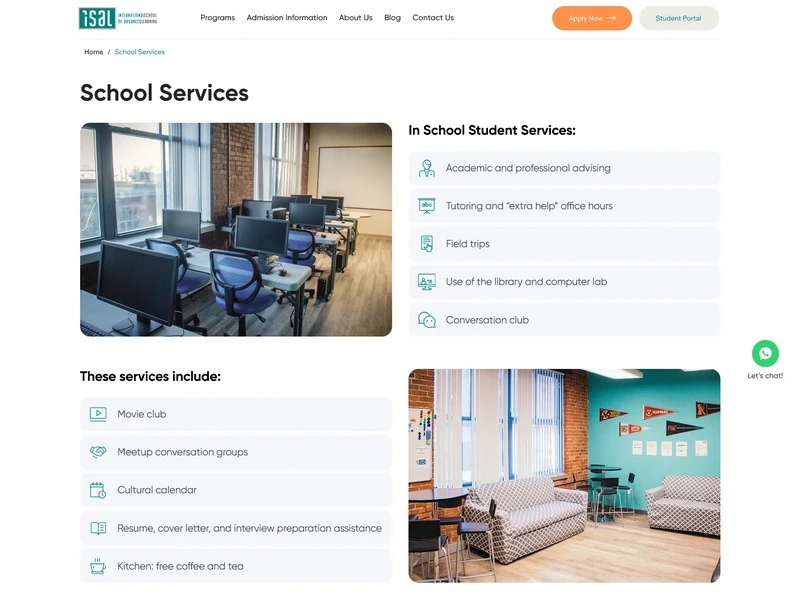 isal INTERNATIONAL SCHOOL
OF ADVANCED LEARNING
Programs Admission Information About Us Blog Contact Us
Apply Now
Student Portal
Home / School Services
School Services
In School Student Services:
Academic and professional advising
abc
Tutoring and “extra help” office hours
Field trips
Use of the library and computer lab
Conversation club
Let's chat!
These services include:
Movie club
Meetup conversation groups
Cultural calendar
Resume, cover letter, and interview preparation assistance
Kitchen: free coffee and tea